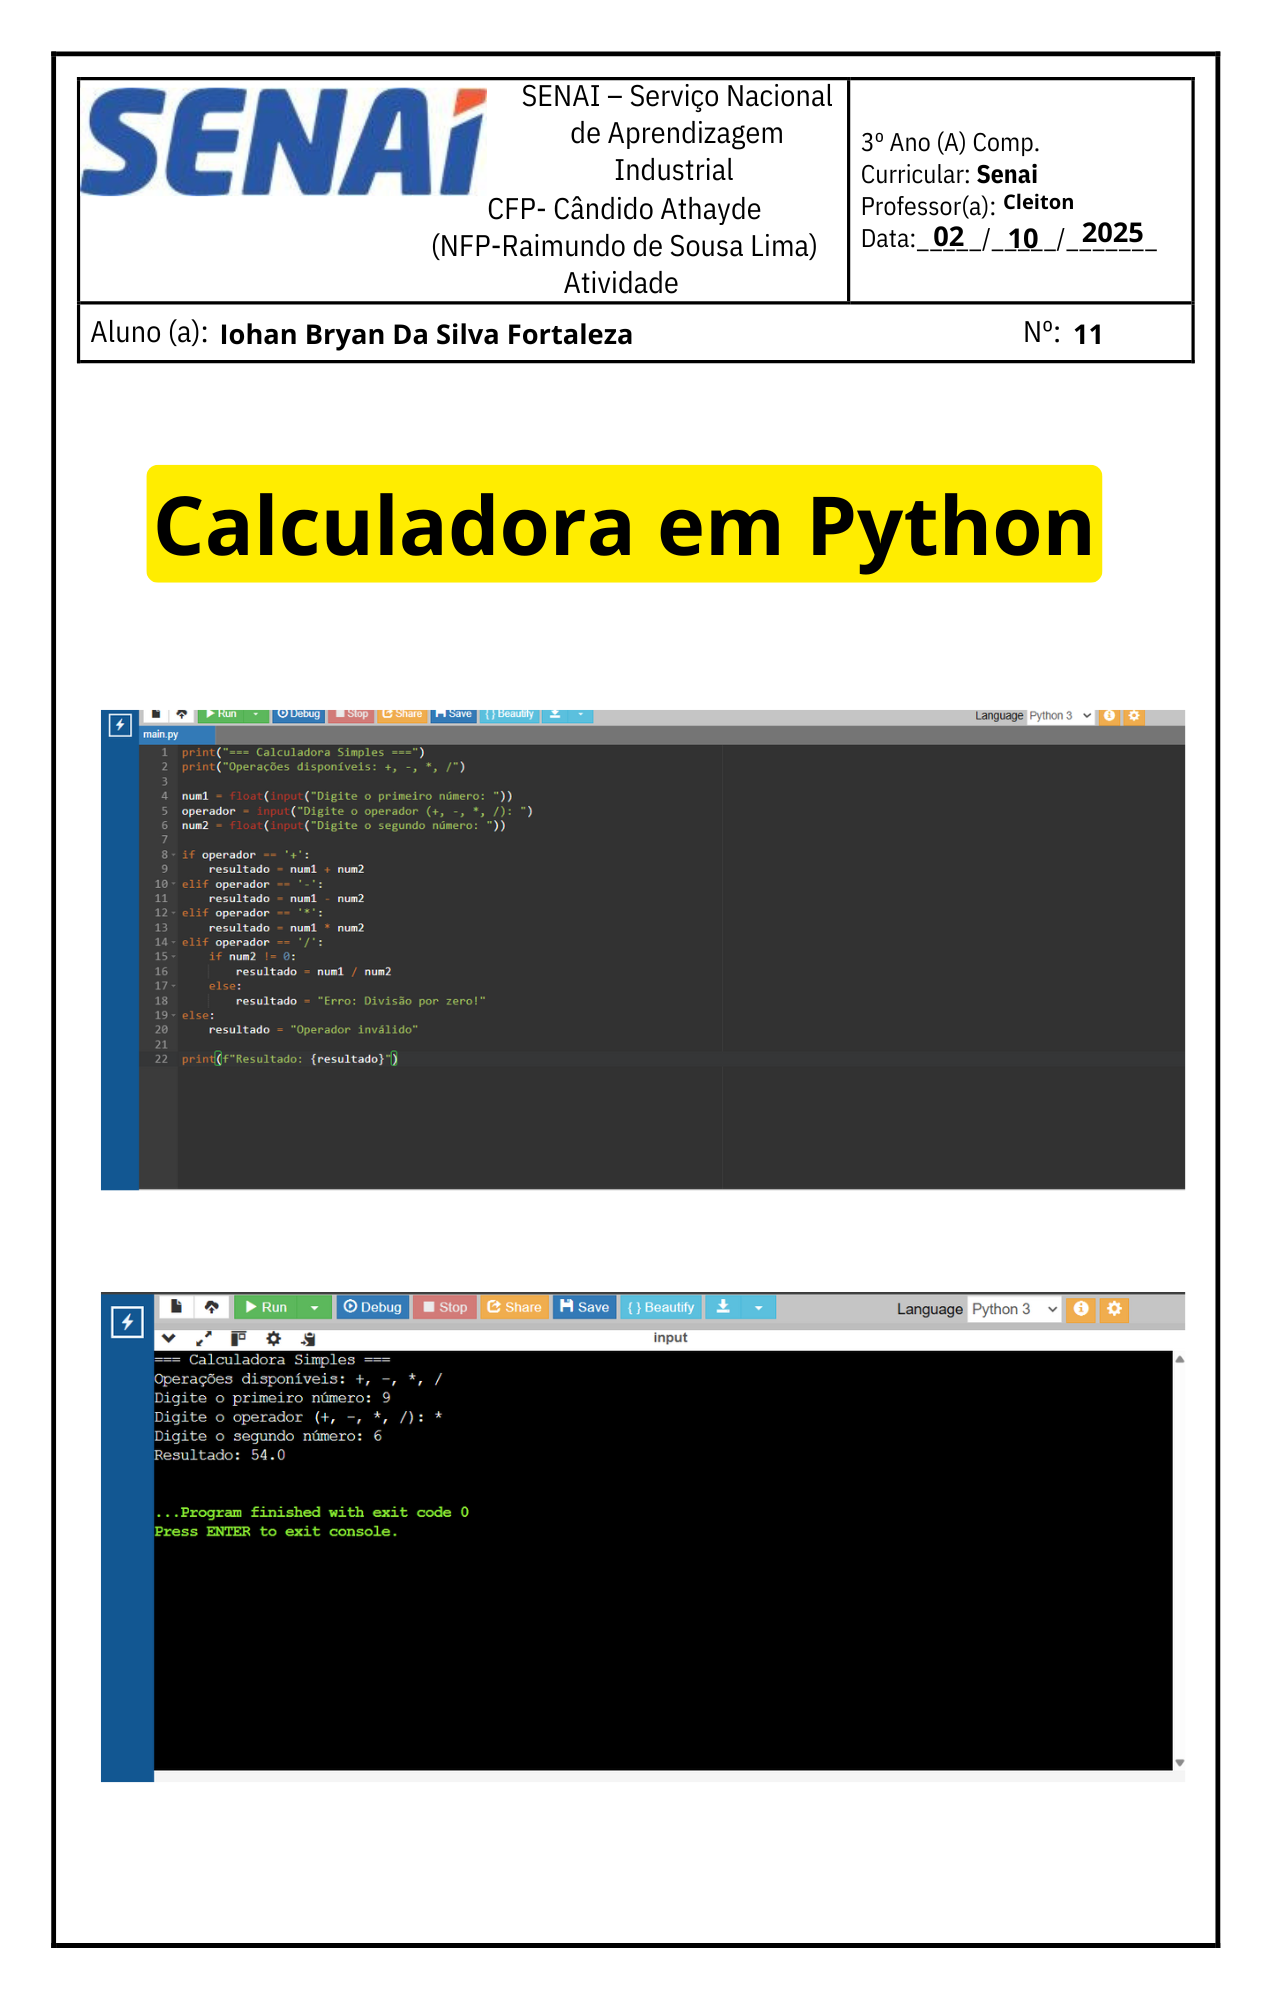 SENAI
SENAI – Serviço Nacional
de Aprendizagem
Industrial
CFP- Cândido Athayde
(NFP-Raimundo de Sousa Lima)
Atividade
3º Ano (A) Comp.
Curricular: Senai
Professor(a): Cleiton
Data:_02_/_10_/_2025_
Aluno (a): Iohan Bryan Da Silva Fortaleza Nº: 11
Calculadora em Python
Run Debug Stop Share Save { } Beautify Language Python 3
main.py
1 print("=== Calculadora Simples ===")
2 print("Operações disponíveis: +, -, *, /")
3
4 num1 = float(input("Digite o primeiro número: "))
5 operador = input("Digite o operador (+, -, *, /): ")
6 num2 = float(input("Digite o segundo número: "))
7
8 if operador == '+':
9     resultado = num1 + num2
10 elif operador == '-':
11     resultado = num1 - num2
12 elif operador == '*':
13     resultado = num1 * num2
14 elif operador == '/':
15     if num2 != 0:
16         resultado = num1 / num2
17     else:
18         resultado = "Erro: Divisão por zero!"
19 else:
20     resultado = "Operador inválido"
21
22 print(f"Resultado: {resultado}")
Run Debug Stop Share Save { } Beautify Language Python 3
input
=== Calculadora Simples ===
Operações disponíveis: +, -, *, /
Digite o primeiro número: 9
Digite o operador (+, -, *, /): *
Digite o segundo número: 6
Resultado: 54.0
...Program finished with exit code 0
Press ENTER to exit console.